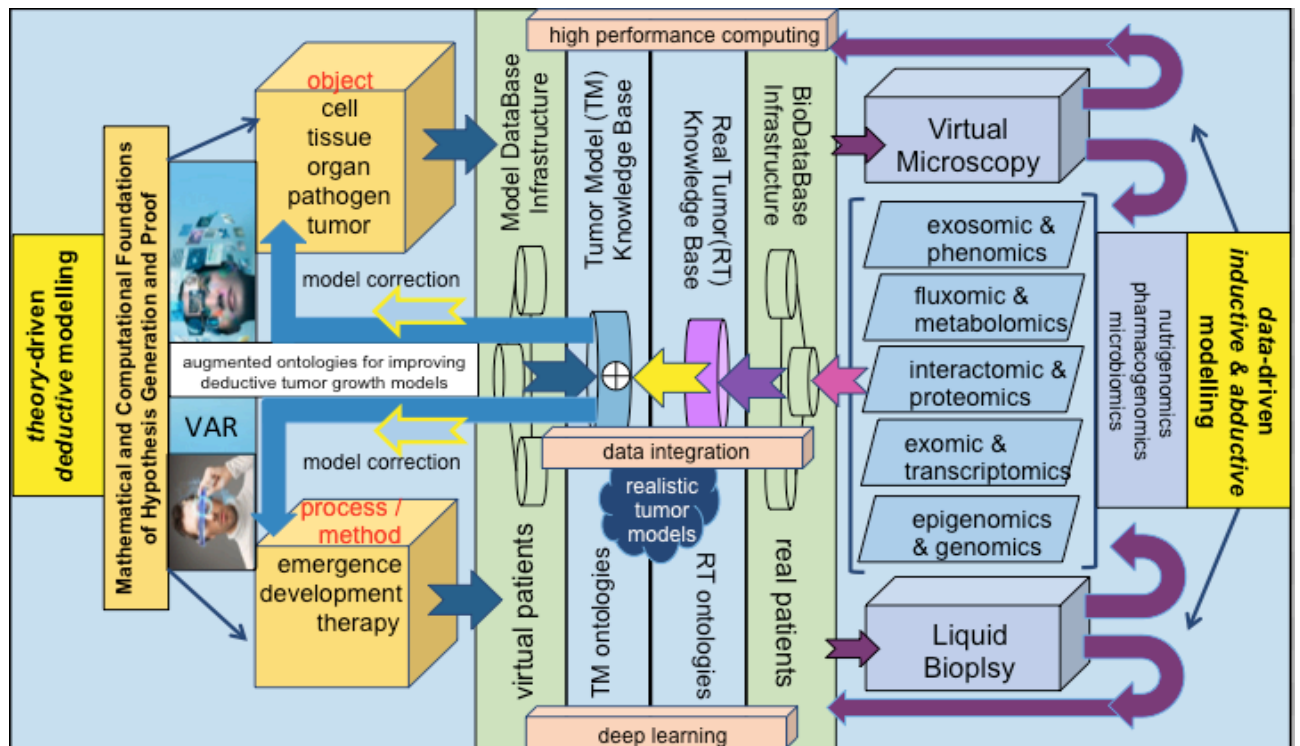 theory-driven
deductive modelling
Mathematical and Computational Foundations
of Hypothesis Generation and Proof
object
cell
tissue
organ
pathogen
tumor
model correction
augmented ontologies for improving
deductive tumor growth models
VAR
model correction
process /
method
emergence
development
therapy
high performance computing
Model DataBase
Infrastructure
Tumor Model (TM)
Knowledge Base
Real Tumor(RT)
Knowledge Base
BioDataBase
Infrastructure
data integration
realistic
tumor
models
virtual patients
TM ontologies
RT ontologies
real patients
deep learning
Virtual
Microscopy
exosomic &
phenomics
fluxomic &
metabolomics
interactomic &
proteomics
exomic &
transcriptomics
epigenomics
& genomics
Liquid
Bioplsy
nutrigenomics
pharmacogenomics
microbiomics
data-driven
inductive & abductive
modelling